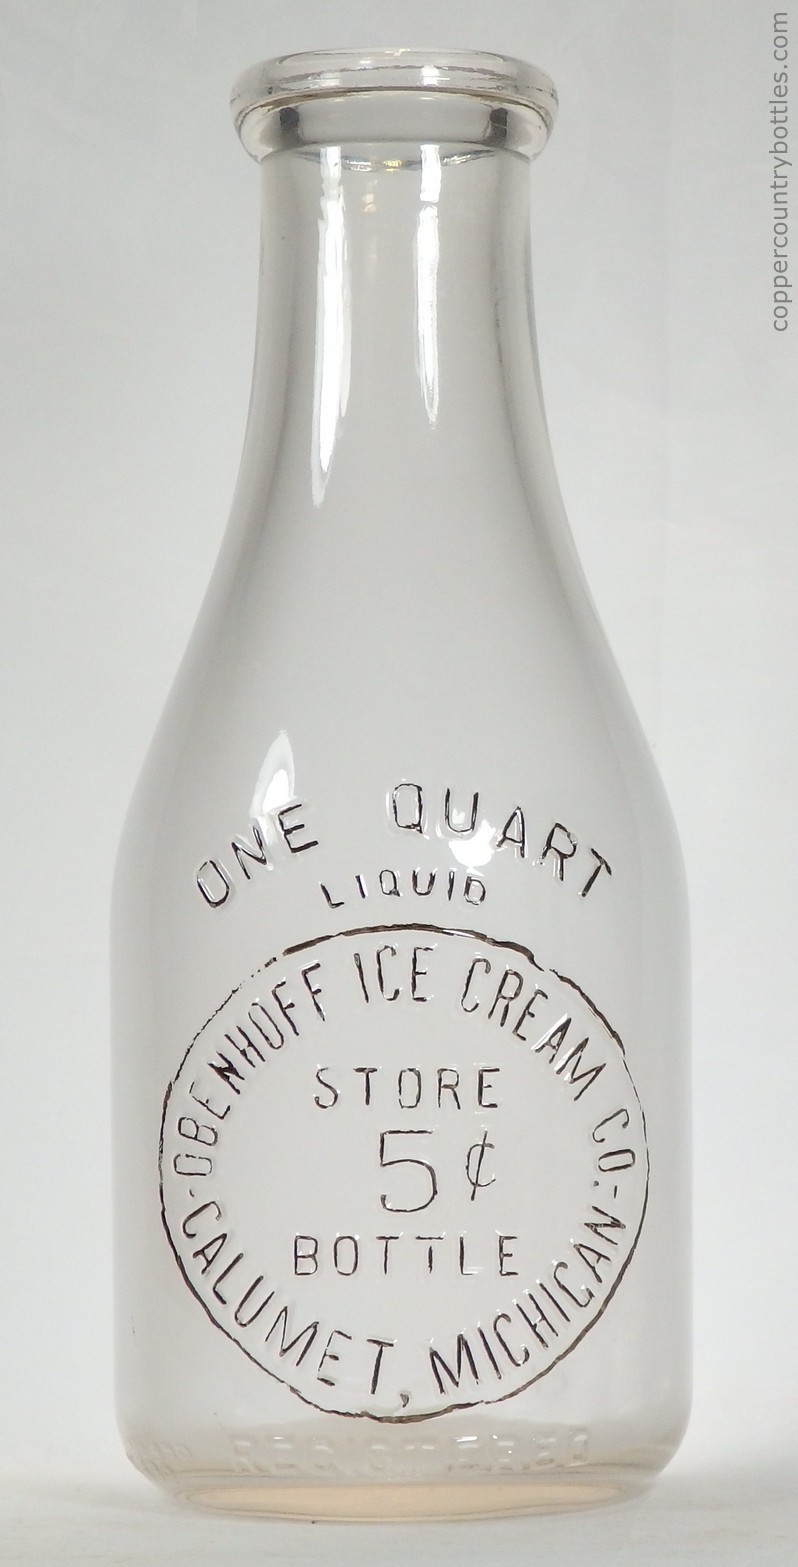 coppercountrybottles.com
ONE QUART
LIQUID
OBENHOFF ICE CREAM CO.
STORE
5¢
BOTTLE
-CALUMET, MICHIGAN-
REGISTERED